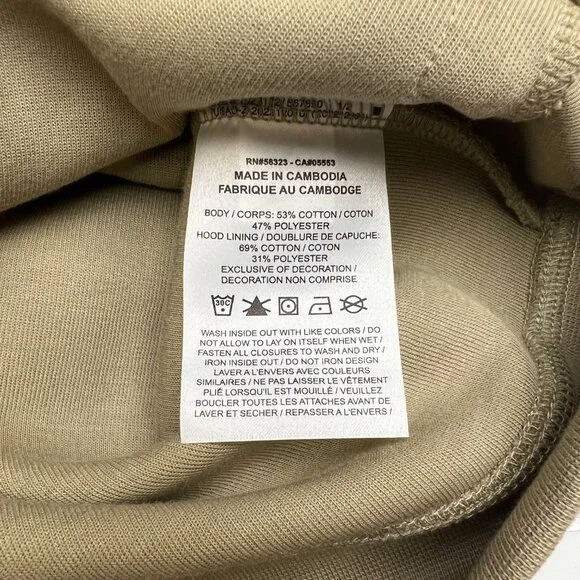 RN#56323 - CA#05553
MADE IN CAMBODIA
FABRIQUE AU CAMBODGE
BODY / CORPS: 53% COTTON / COTON
47% POLYESTER
HOOD LINING / DOUBLURE DE CAPUCHE:
69% COTTON / COTON
31% POLYESTER
EXCLUSIVE OF DECORATION /
DECORATION NON COMPRISE
30C
WASH INSIDE OUT WITH LIKE COLORS / DO
NOT ALLOW TO LAY ON ITSELF WHEN WET /
FASTEN ALL CLOSURES TO WASH AND DRY /
IRON INSIDE OUT / DO NOT IRON DESIGN
LAVER A L'ENVERS AVEC COULEURS
SIMILAIRES / NE PAS LAISSER LE VÊTEMENT
PLIÉ LORSQU'IL EST MOUILLÉ / VEUILLEZ
BOUCLER TOUTES LES ATTACHES AVANT DE
LAVER ET SECHER / REPASSER A L'ENVERS /